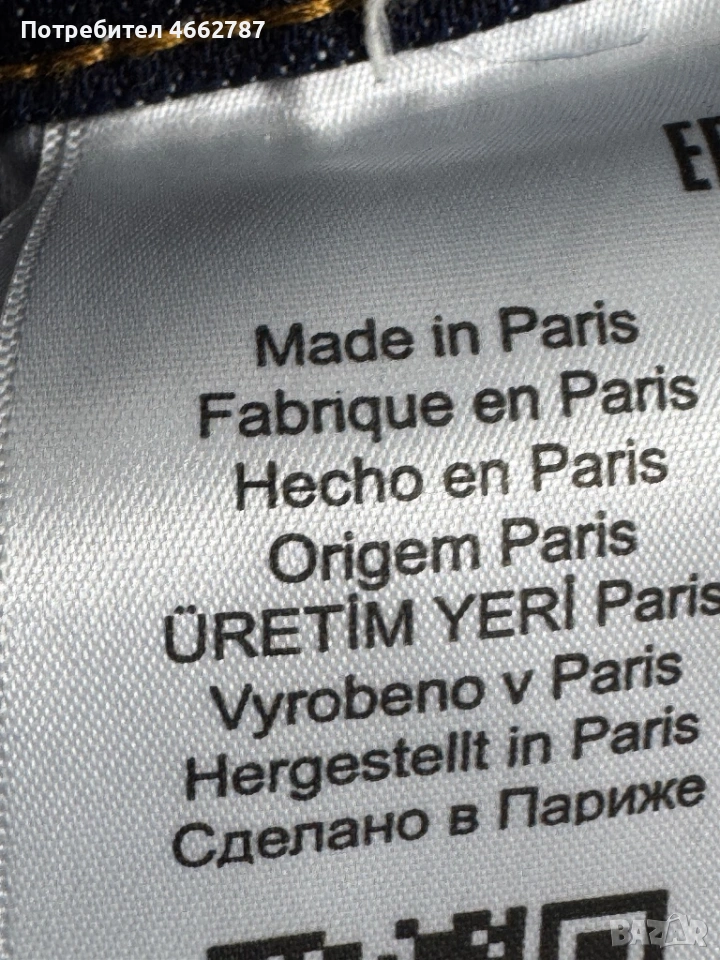 Потребител 4662787
Made in Paris
Fabrique en Paris
Hecho en Paris
Origem Paris
ÜRETİM YERİ Paris
Vyrobeno v Paris
Hergestellt in Paris
Сделано в Париже
BAZAR